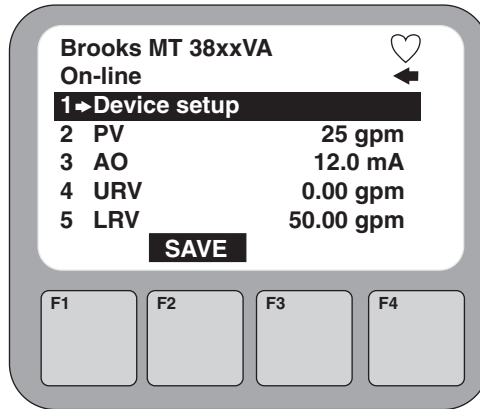 Brooks MT 38xxVA
On-line
1 Device setup
2 PV 25 gpm
3 AO 12.0 mA
4 URV 0.00 gpm
5 LRV 50.00 gpm
SAVE
F1 F2 F3 F4